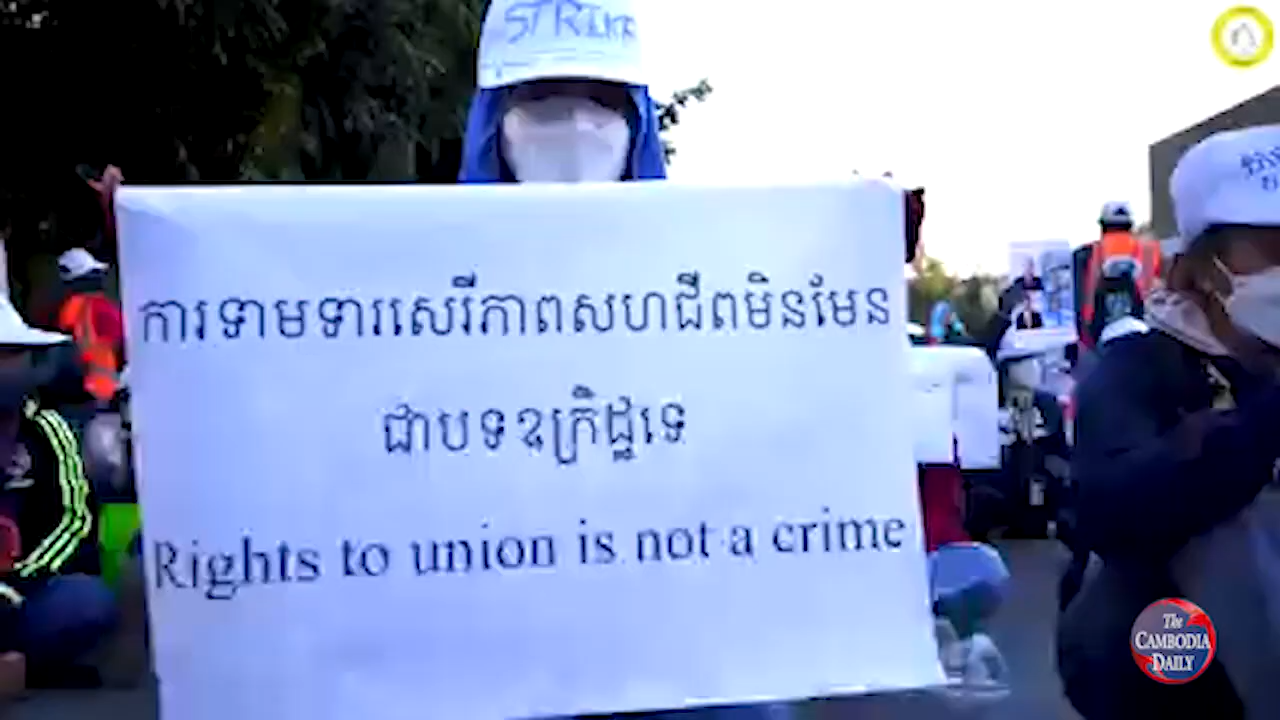 STRIKE
ការទាមទារសេរីភាពសហជីពមិនមែន
ជាបទឧក្រិដ្ឋទេ
Rights to union is not a crime
The
CAMBODIA
DAILY